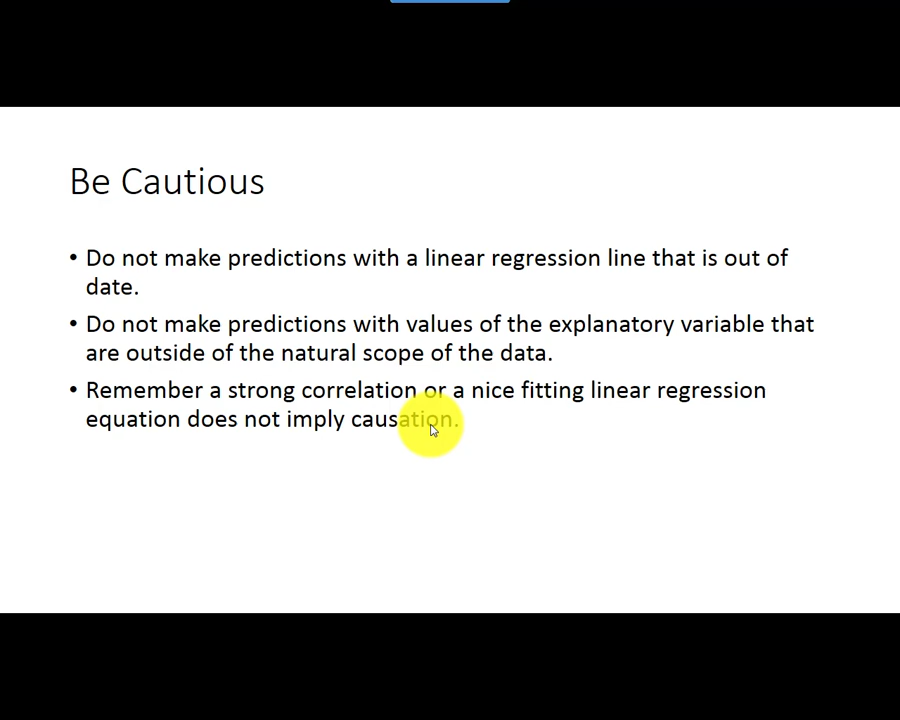 Be Cautious
• Do not make predictions with a linear regression line that is out of
date.
• Do not make predictions with values of the explanatory variable that
are outside of the natural scope of the data.
• Remember a strong correlation or a nice fitting linear regression
equation does not imply causation.